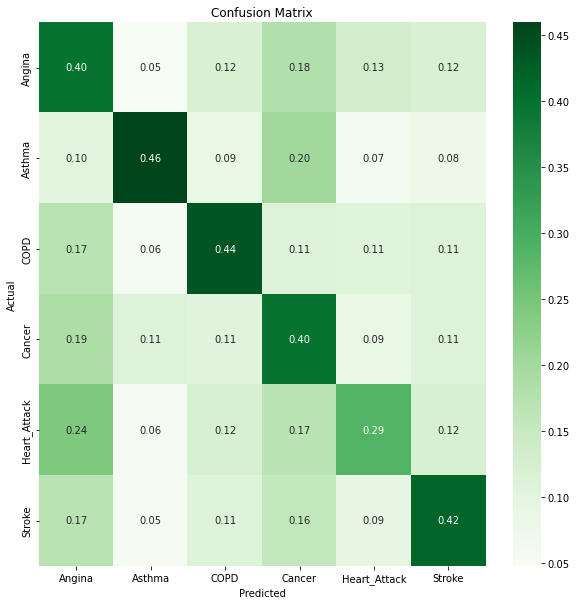 Confusion Matrix
Actual
Angina 0.40 0.05 0.12 0.18 0.13 0.12
Asthma 0.10 0.46 0.09 0.20 0.07 0.08
COPD 0.17 0.06 0.44 0.11 0.11 0.11
Cancer 0.19 0.11 0.11 0.40 0.09 0.11
Heart_Attack 0.24 0.06 0.12 0.17 0.29 0.12
Stroke 0.17 0.05 0.11 0.16 0.09 0.42
Angina Asthma COPD Cancer Heart_Attack Stroke
Predicted
0.45
0.40
0.35
0.30
0.25
0.20
0.15
0.10
0.05